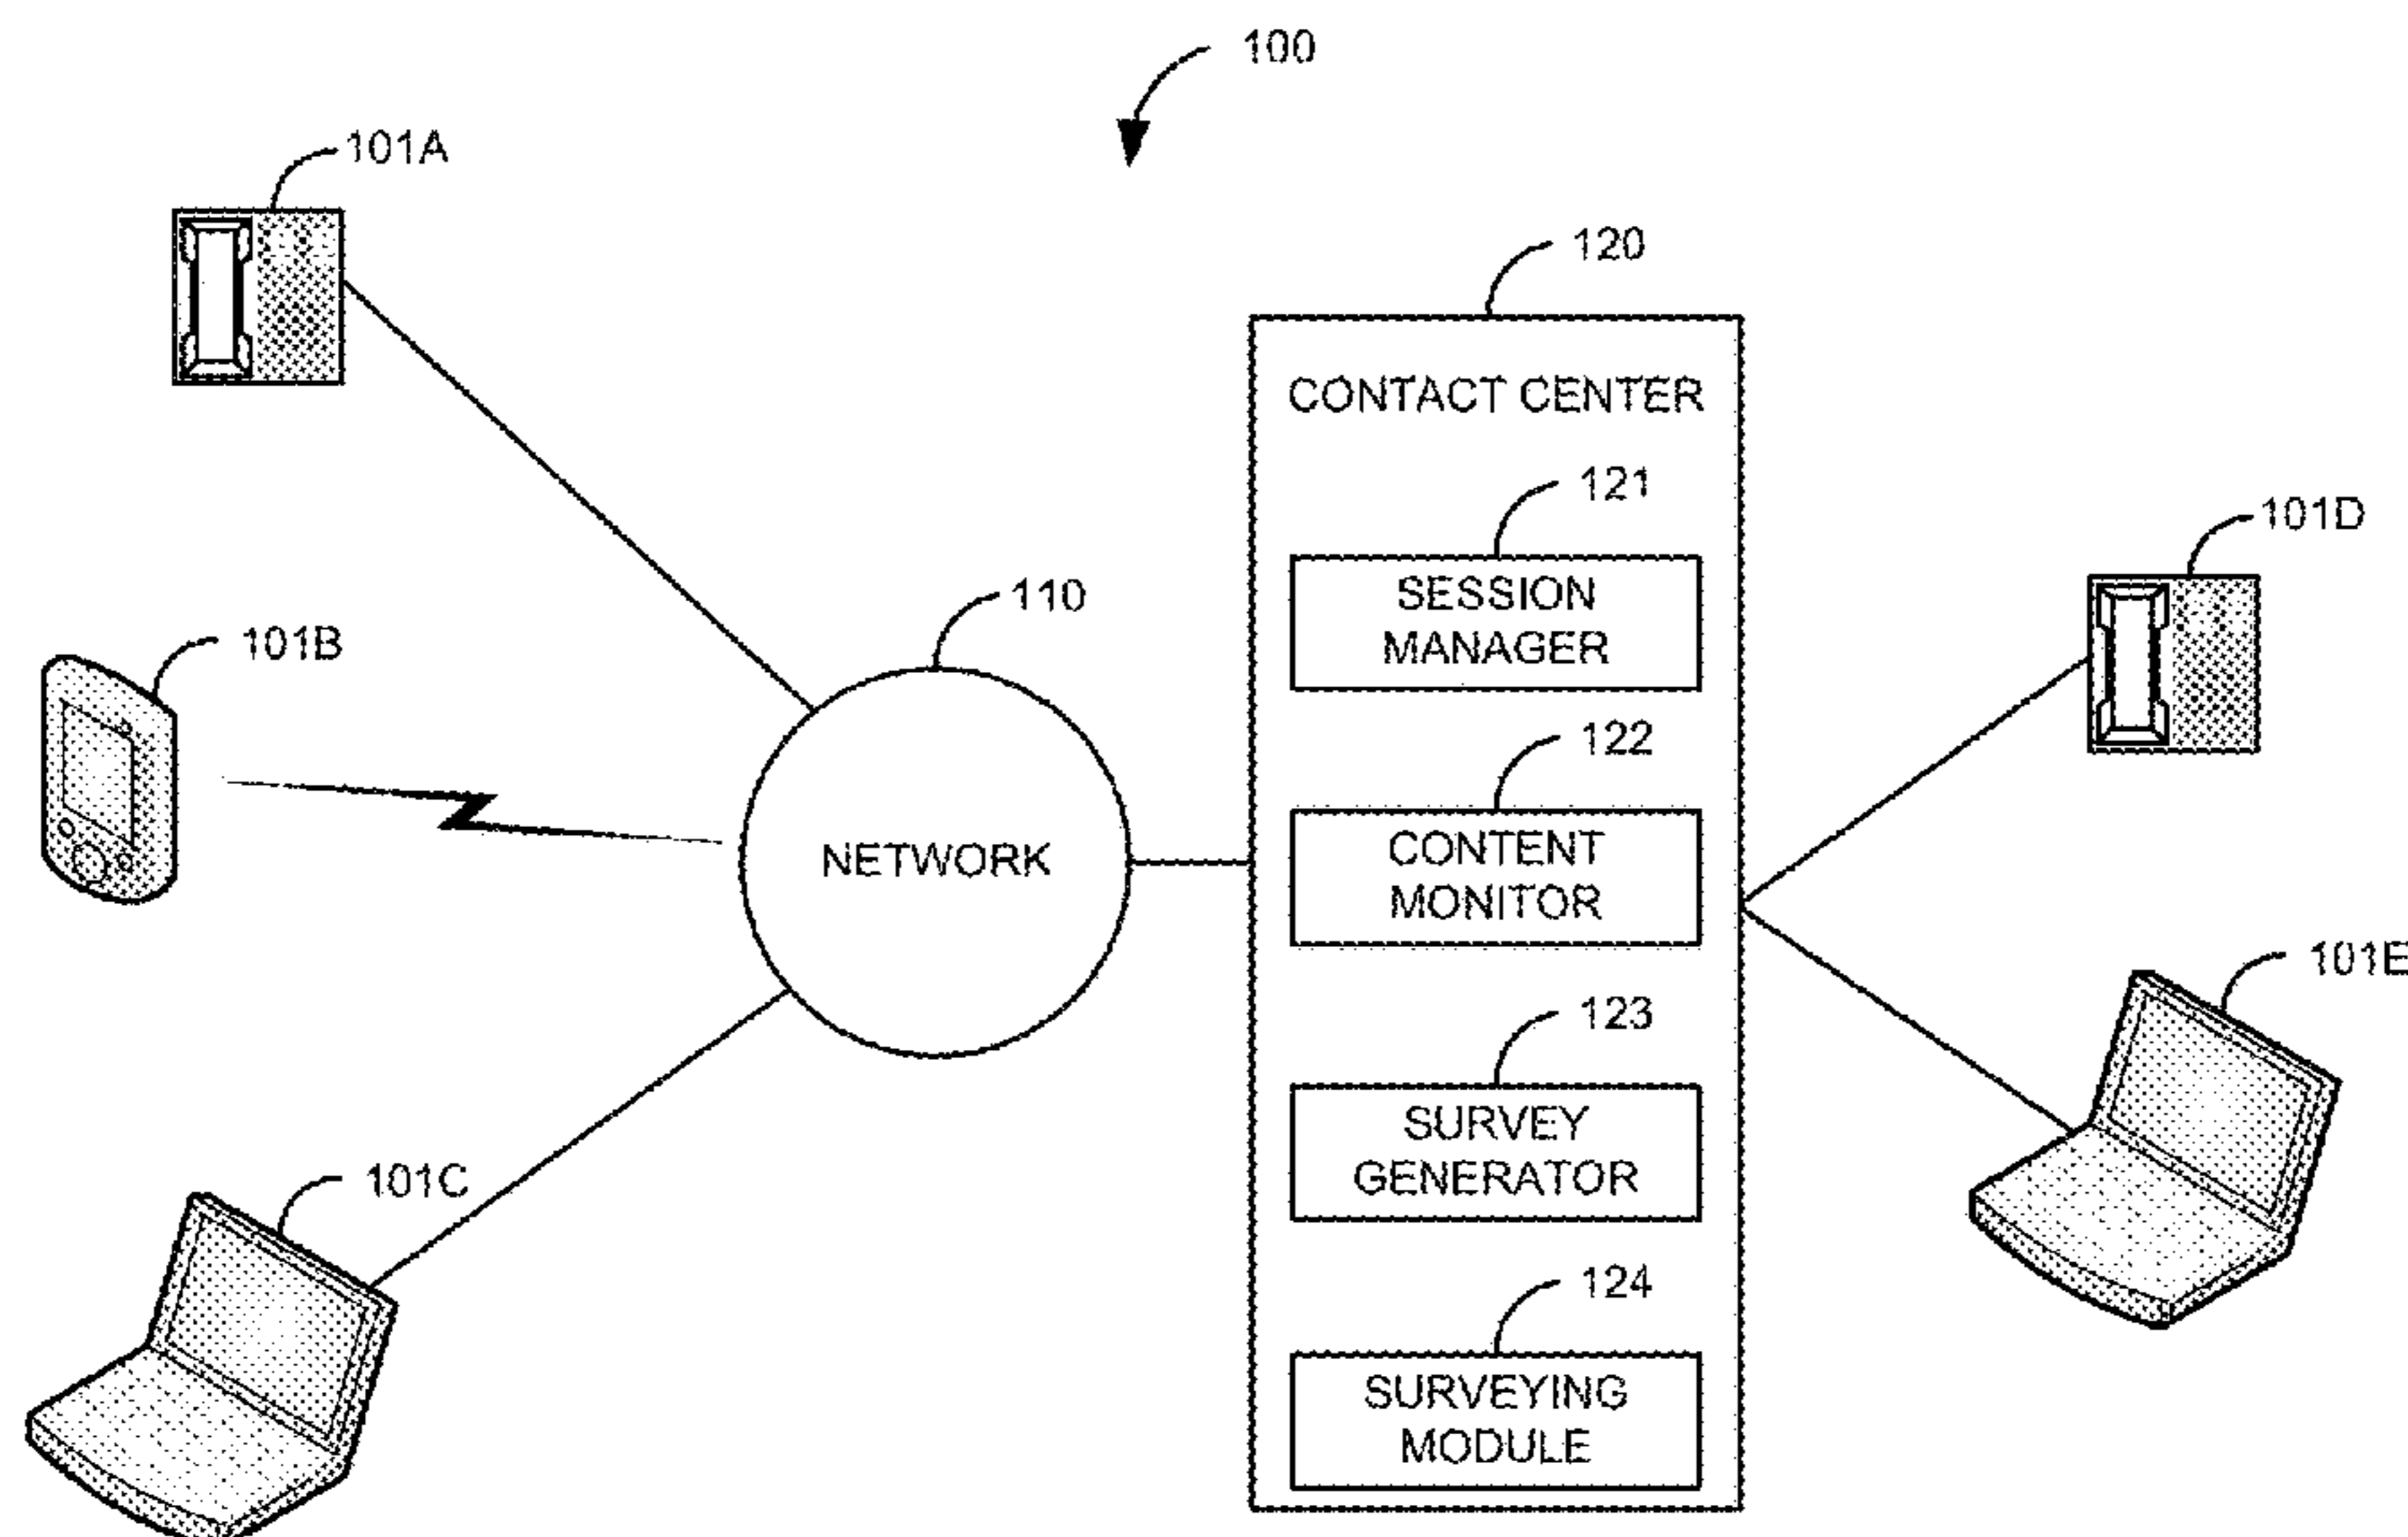 100
101A
120
CONTACT CENTER
121
SESSION
MANAGER
101D
110
101B
122
NETWORK
CONTENT
MONITOR
101E
123
SURVEY
GENERATOR
101C
124
SURVEYING
MODULE